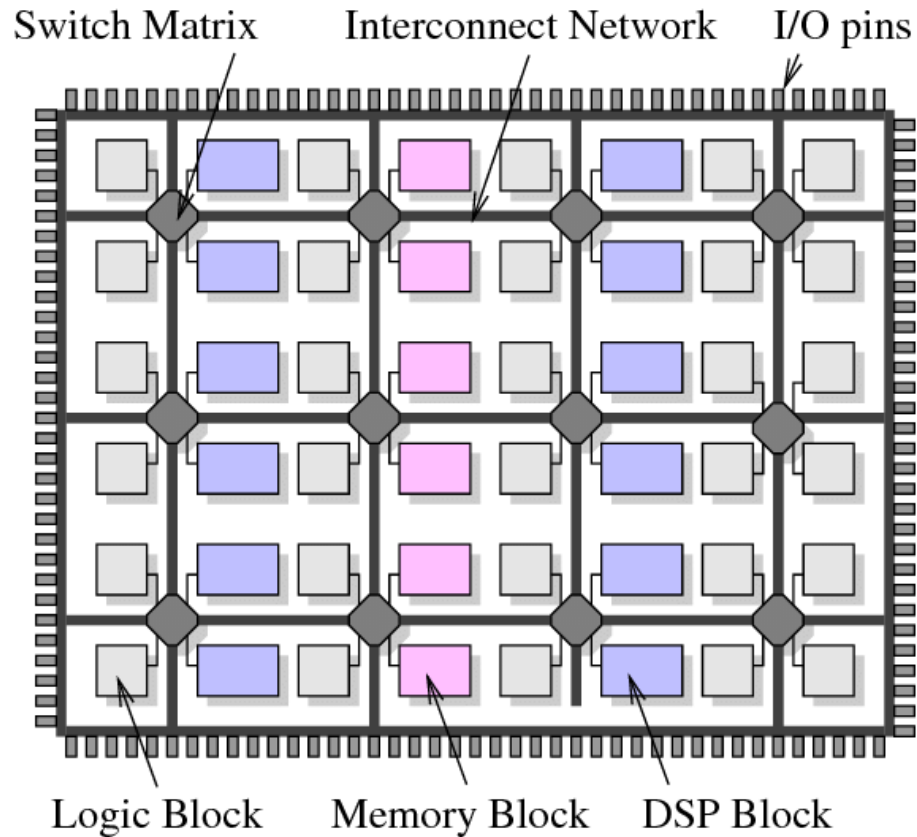 Switch Matrix
Interconnect Network
I/O pins
Logic Block
Memory Block
DSP Block